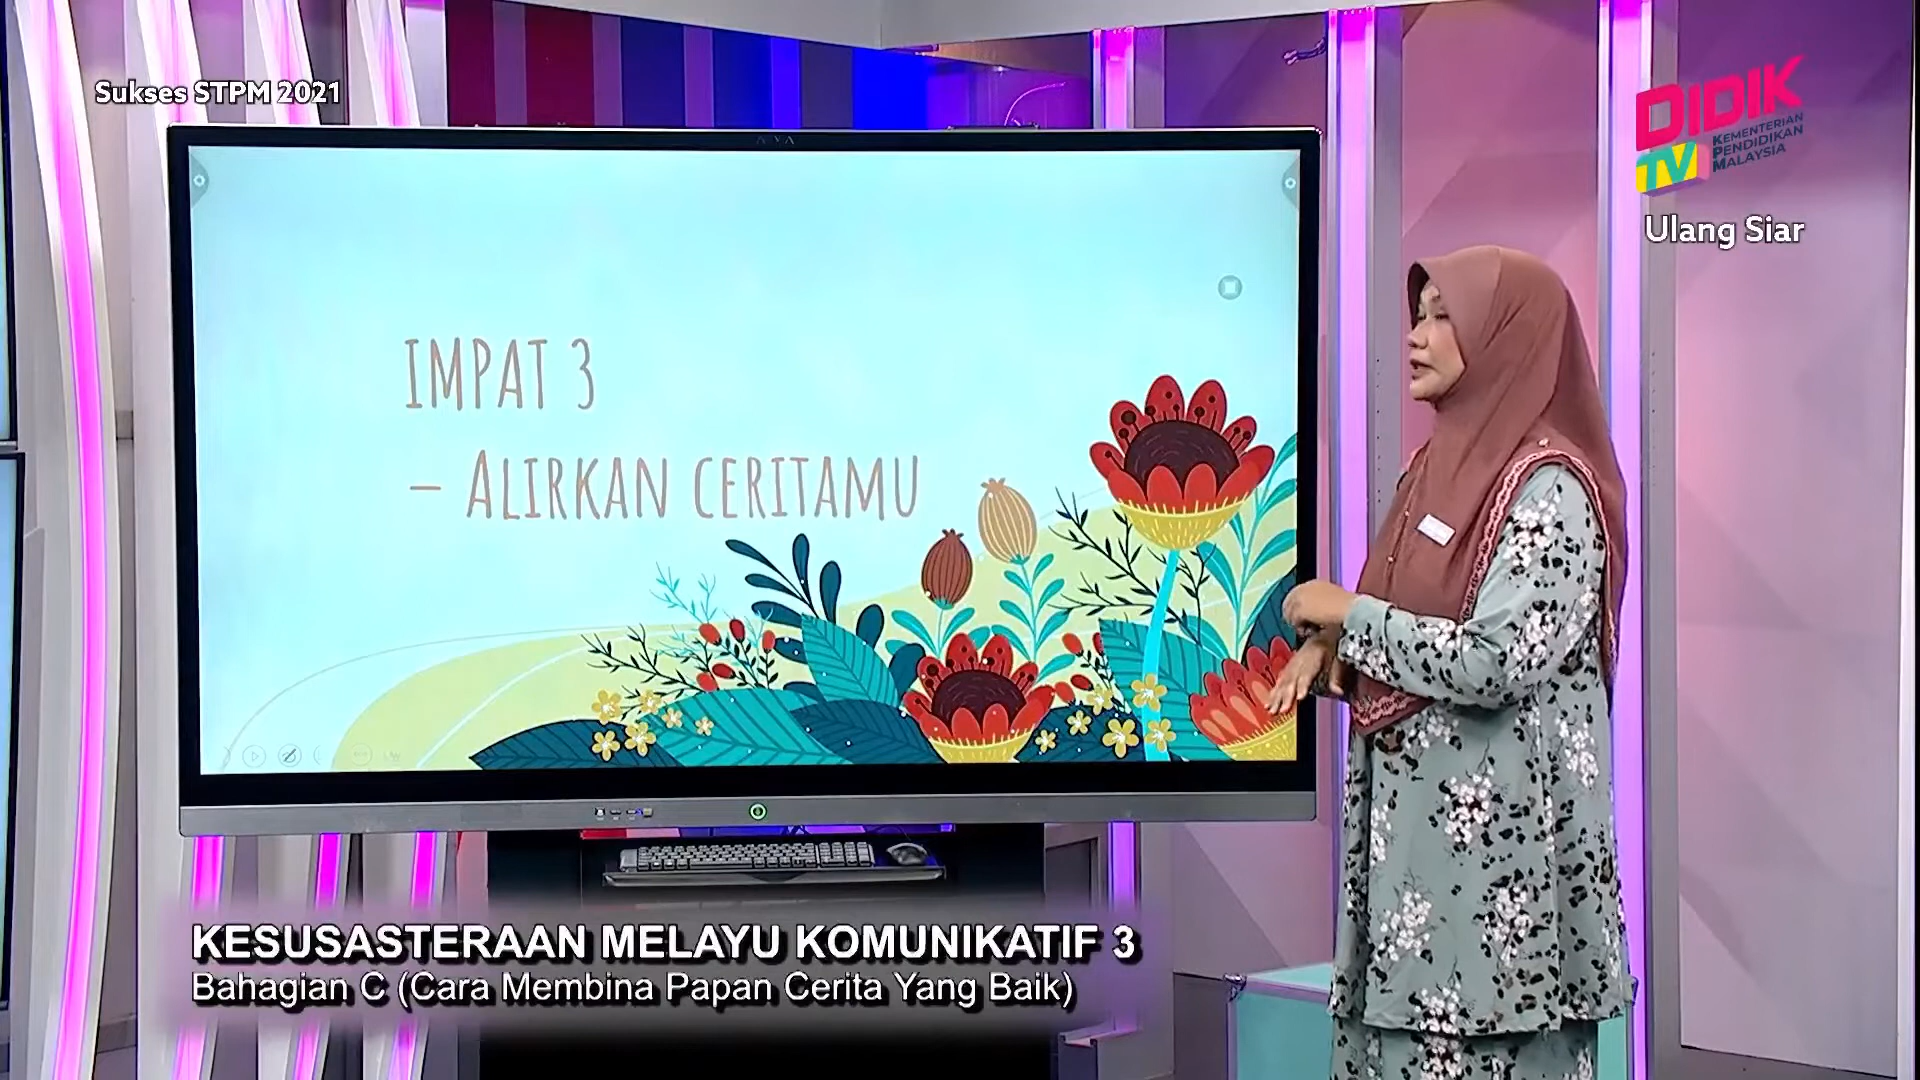 Sukses STPM 2021
DIDIK
TV
KEMENTERIAN
PENDIDIKAN
MALAYSIA
Ulang Siar
IMPAT 3
– ALIRKAN CERITAMU
KESUSASTERAAN MELAYU KOMUNIKATIF 3
Bahagian C (Cara Membina Papan Cerita Yang Baik)